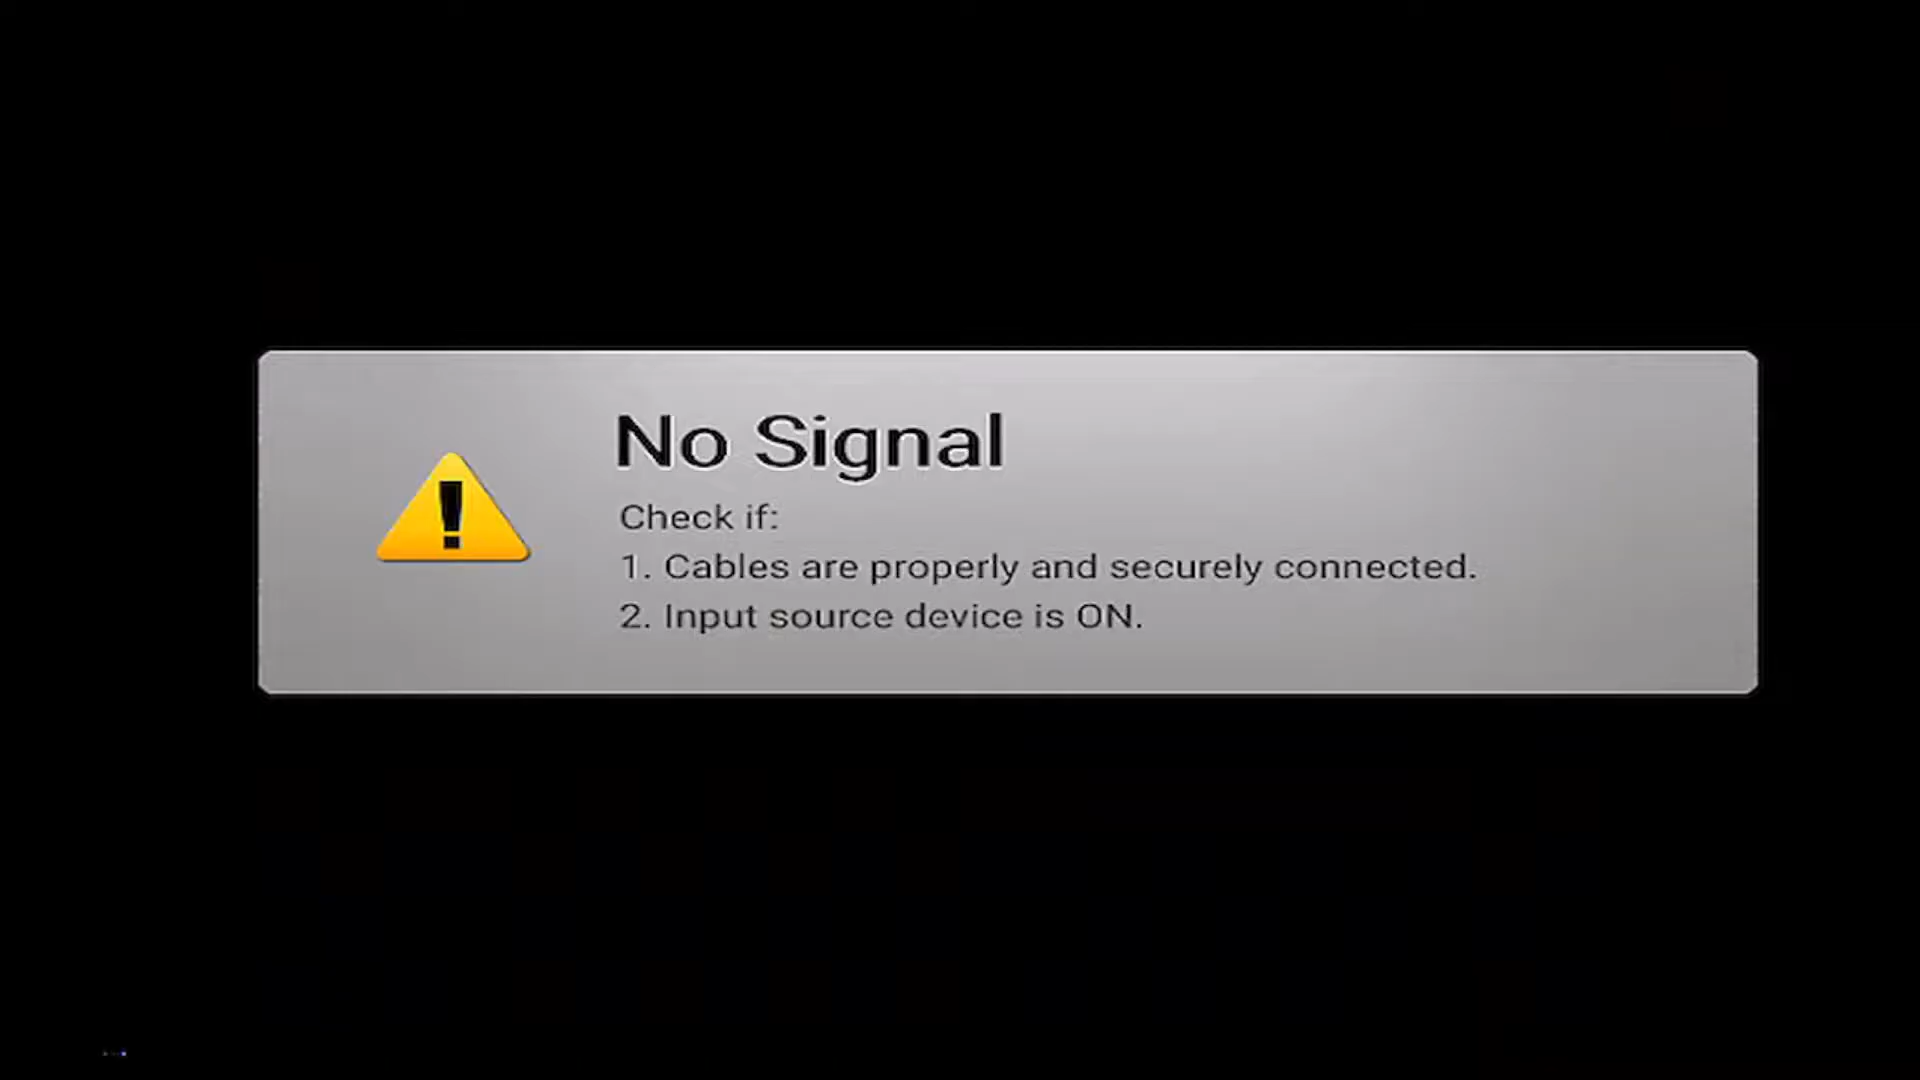 No Signal
Check if:
1. Cables are properly and securely connected.
2. Input source device is ON.